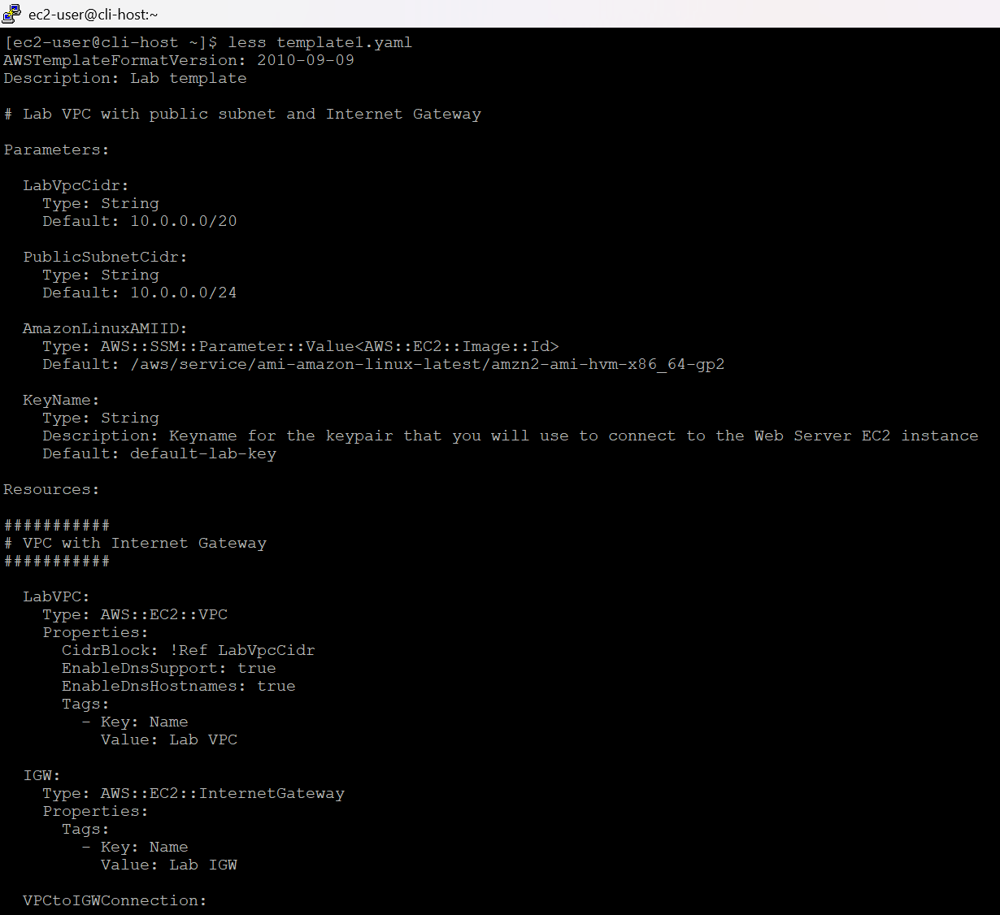 ec2-user@cli-host:~
[ec2-user@cli-host ~]$ less template1.yaml
AWSTemplateFormatVersion: 2010-09-09
Description: Lab template

# Lab VPC with public subnet and Internet Gateway

Parameters:

  LabVpcCidr:
    Type: String
    Default: 10.0.0.0/20

  PublicSubnetCidr:
    Type: String
    Default: 10.0.0.0/24

  AmazonLinuxAMIID:
    Type: AWS::SSM::Parameter::Value<AWS::EC2::Image::Id>
    Default: /aws/service/ami-amazon-linux-latest/amzn2-ami-hvm-x86_64-gp2

  KeyName:
    Type: String
    Description: Keyname for the keypair that you will use to connect to the Web Server EC2 instance
    Default: default-lab-key

Resources:

###########
# VPC with Internet Gateway
###########

  LabVPC:
    Type: AWS::EC2::VPC
    Properties:
      CidrBlock: !Ref LabVpcCidr
      EnableDnsSupport: true
      EnableDnsHostnames: true
      Tags:
        - Key: Name
          Value: Lab VPC

  IGW:
    Type: AWS::EC2::InternetGateway
    Properties:
      Tags:
        - Key: Name
          Value: Lab IGW

  VPCtoIGWConnection: